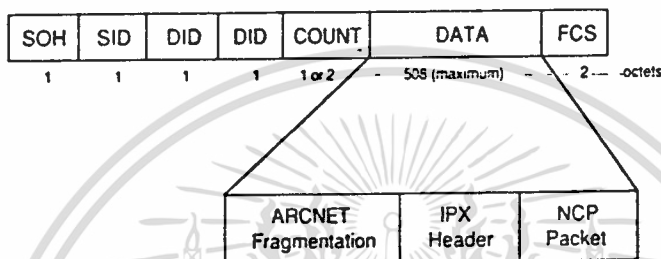 SOH SID DID DID COUNT DATA FCS
1 1 1 1 1 or 2 - 508 (maximum) - - 2 - octets
ARCNET Fragmentation
IPX Header
NCP Packet